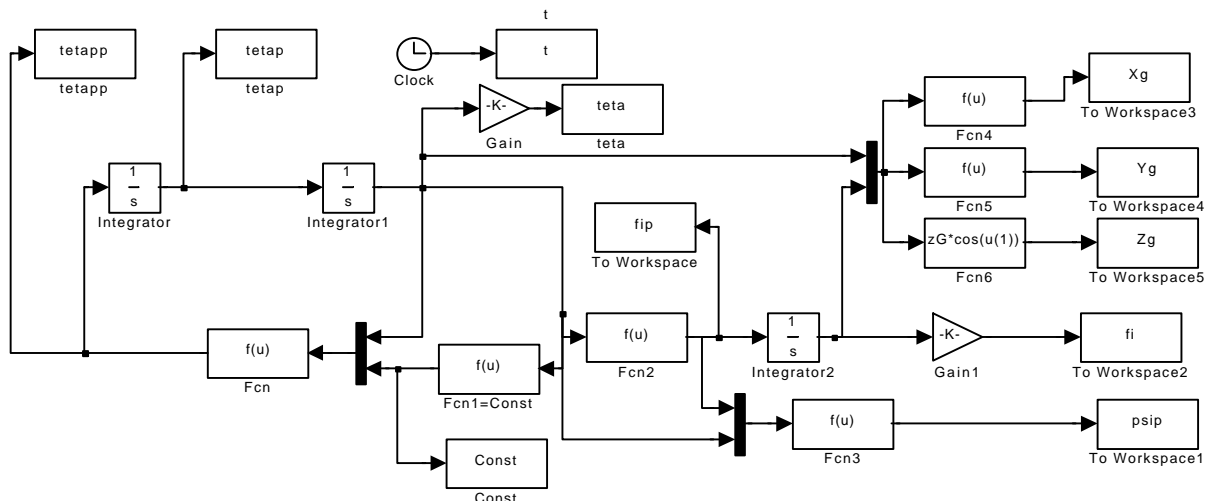 t
tetapp
tetapp
tetap
tetap
t
Clock
-K-
Gain
teta
teta
f(u)
Fcn4
Xg
To Workspace3
1
s
Integrator
1
s
Integrator1
f(u)
Fcn5
Yg
To Workspace4
fip
To Workspace
zG*cos(u(1))
Fcn6
Zg
To Workspace5
f(u)
Fcn
f(u)
Fcn1=Const
f(u)
Fcn2
1
s
Integrator2
-K-
Gain1
fi
To Workspace2
f(u)
Fcn3
psip
To Workspace1
Const
Const